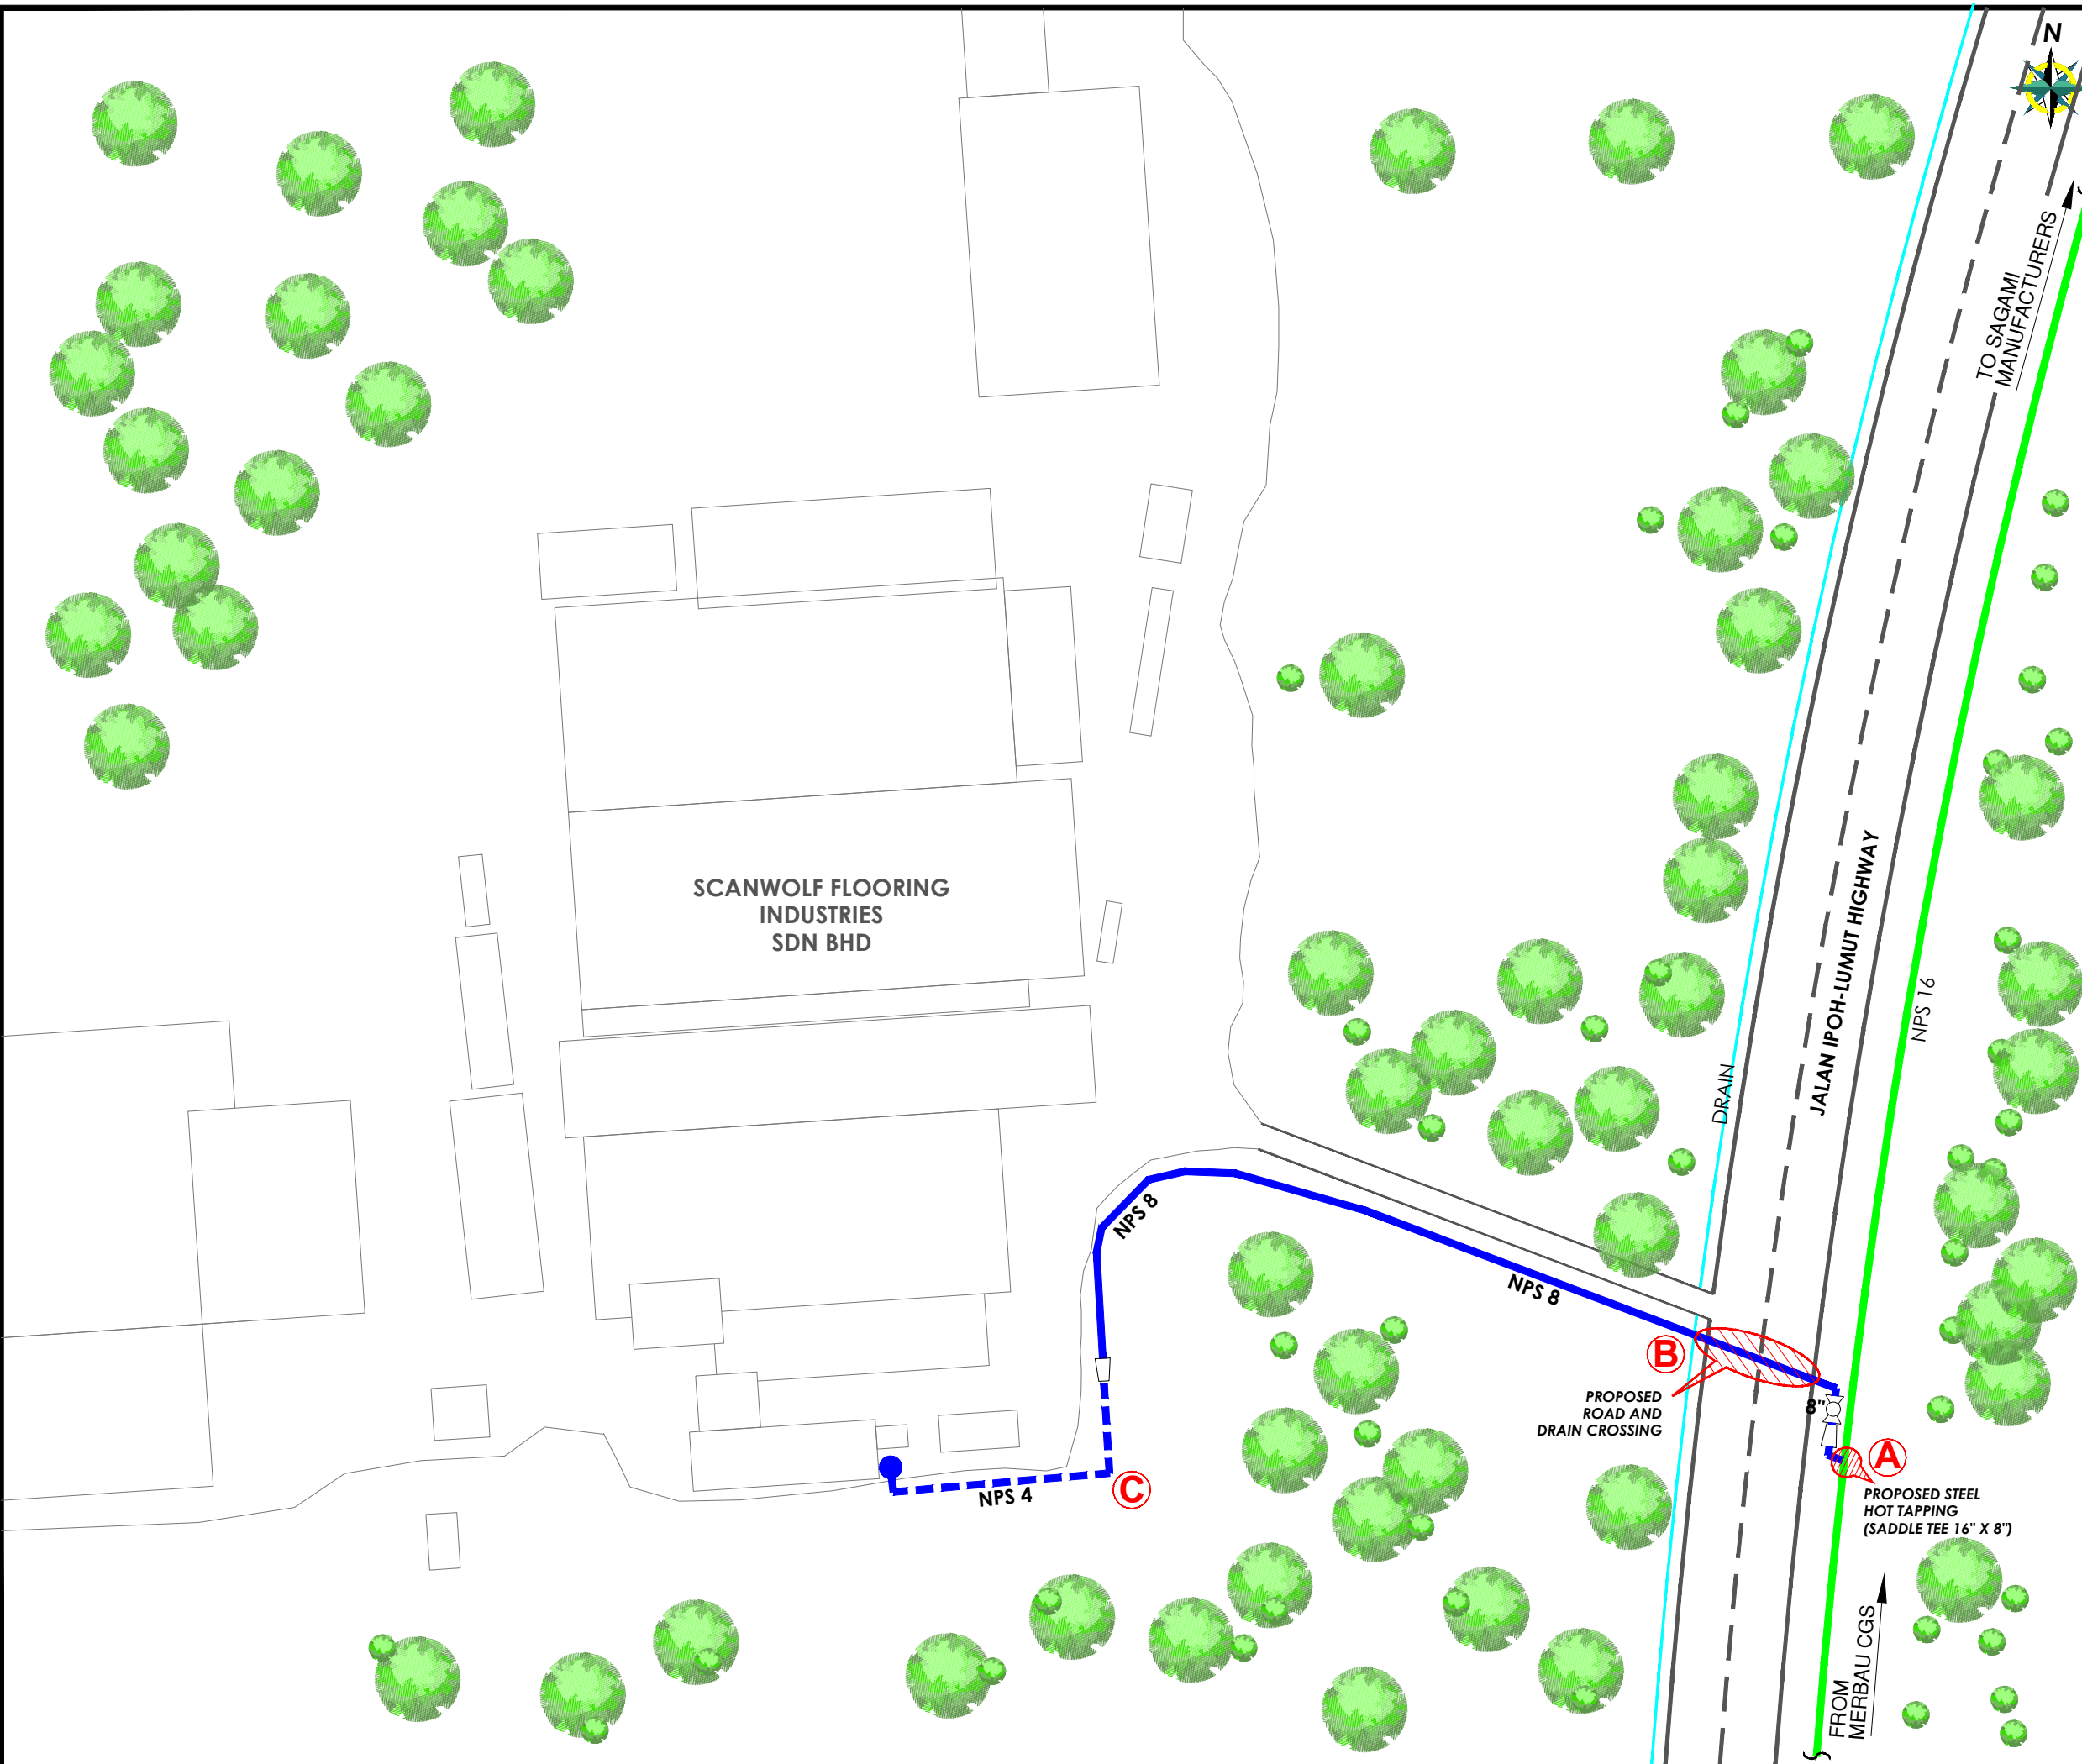 N
TO SAGAMI
MANUFACTURERS
SCANWOLF FLOORING
INDUSTRIES
SDN BHD
JALAN IPOH-LUMUT HIGHWAY
NPS 16
DRAIN
NPS 8
NPS 8
B
PROPOSED
ROAD AND
DRAIN CROSSING
8"
A
PROPOSED STEEL
HOT TAPPING
(SADDLE TEE 16" X 8")
C
NPS 4
FROM
MERBAU CGS